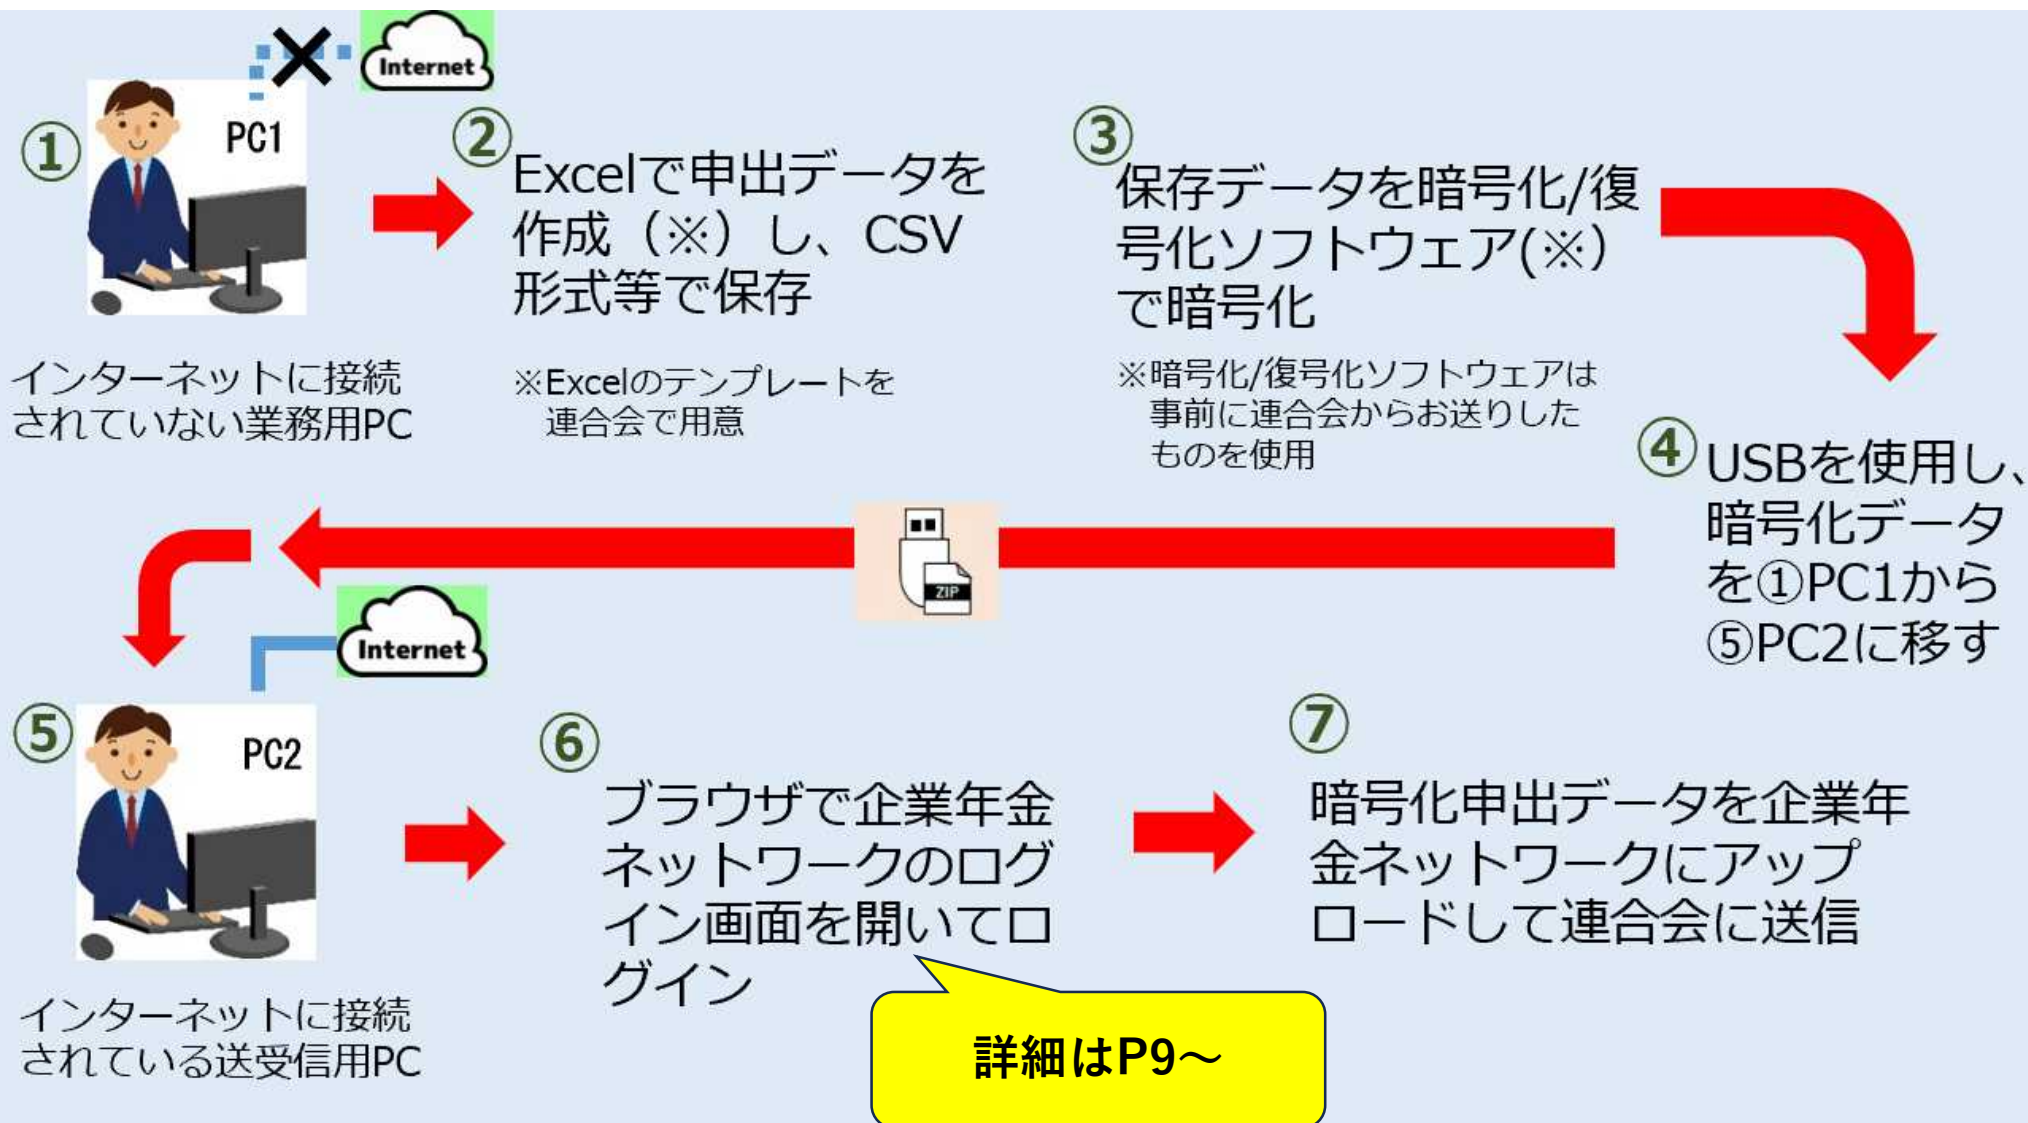 Internet
①
PC1
インターネットに接続
されていない業務用PC
②
Excelで申出データを
作成（※）し、CSV
形式等で保存
※Excelのテンプレートを
連合会で用意
③
保存データを暗号化/復
号化ソフトウェア(※）
で暗号化
※暗号化/復号化ソフトウェアは
事前に連合会からお送りした
ものを使用
④
USBを使用し、
暗号化データ
を①PC1から
⑤PC2に移す
ZIP
Internet
⑤
PC2
インターネットに接続
されている送受信用PC
⑥
ブラウザで企業年金
ネットワークのログ
イン画面を開いてロ
グイン
詳細はP9～
⑦
暗号化申出データを企業年
金ネットワークにアップ
ロードして連合会に送信